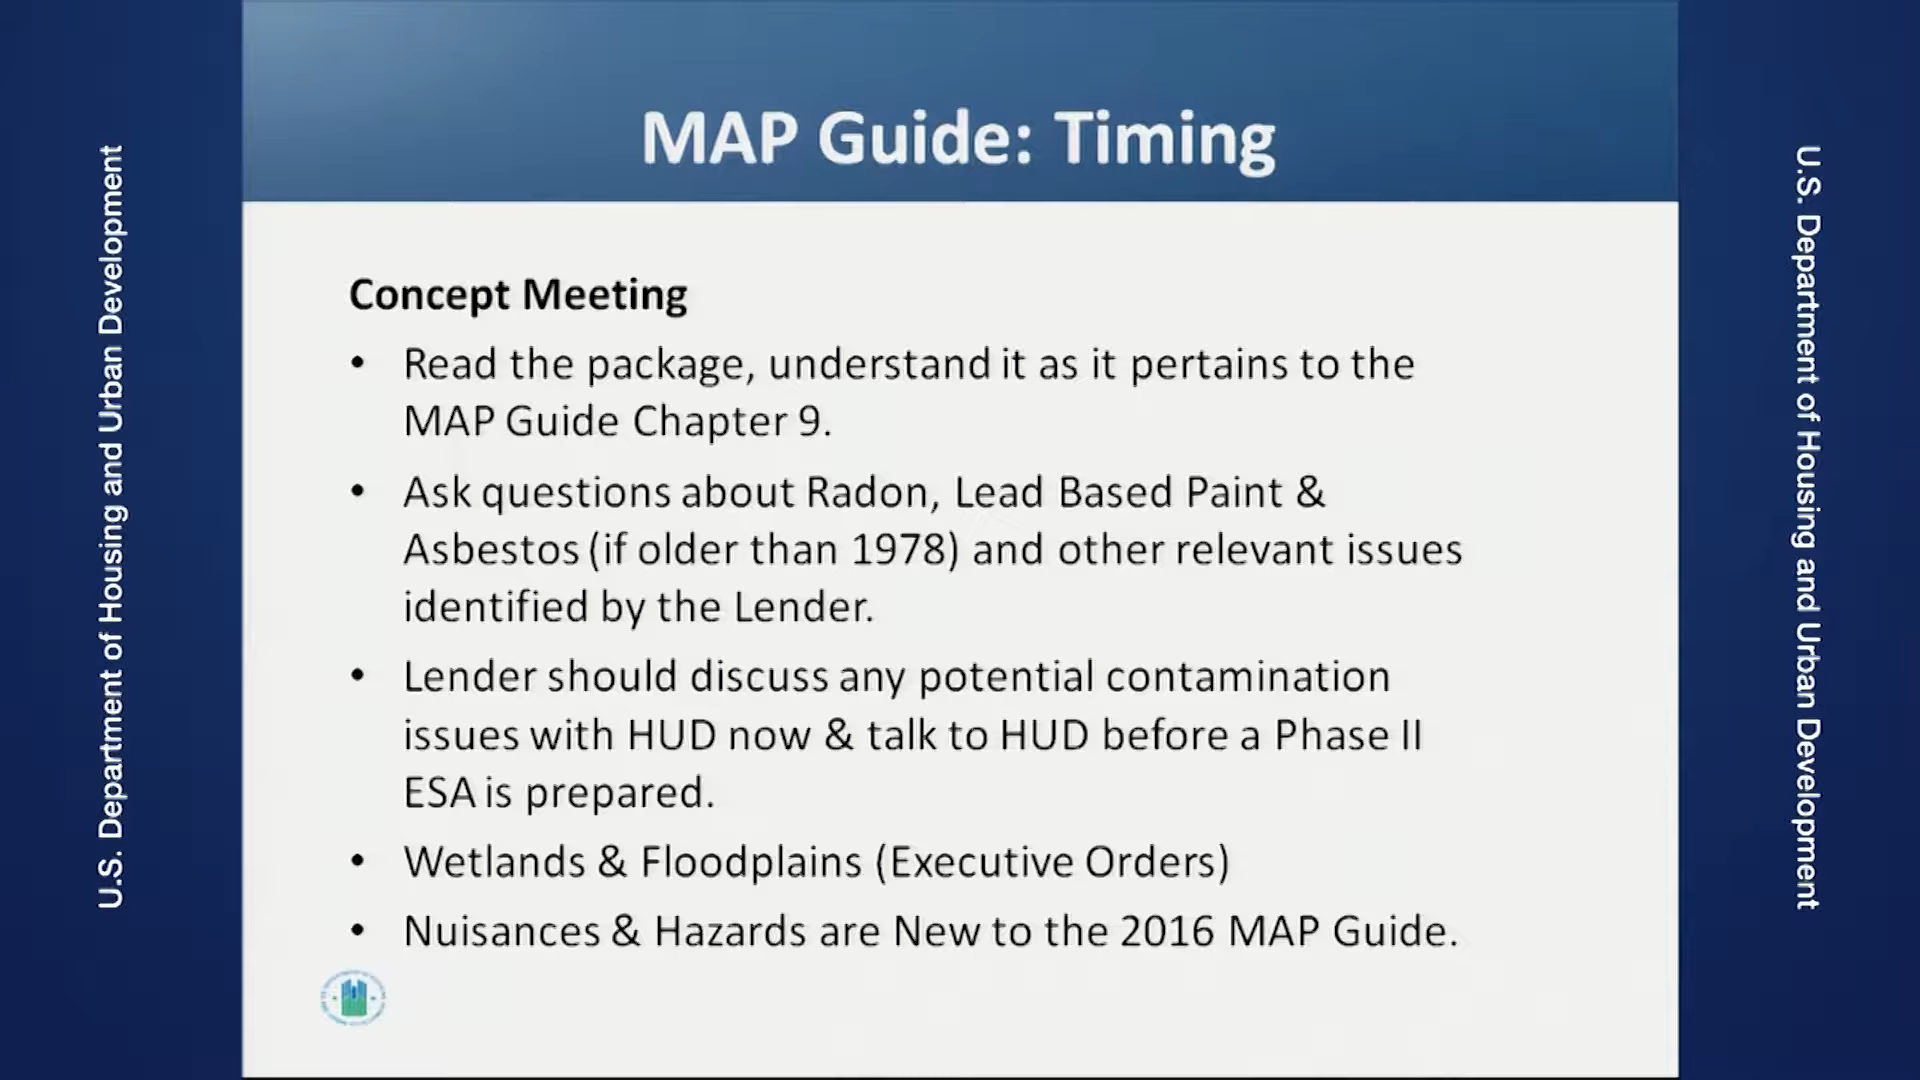 MAP Guide: Timing
Concept Meeting
• Read the package, understand it as it pertains to the
MAP Guide Chapter 9.
• Ask questions about Radon, Lead Based Paint &
Asbestos (if older than 1978) and other relevant issues
identified by the Lender.
• Lender should discuss any potential contamination
issues with HUD now & talk to HUD before a Phase II
ESA is prepared.
• Wetlands & Floodplains (Executive Orders)
• Nuisances & Hazards are New to the 2016 MAP Guide.
U.S. Department of Housing and Urban Development
U.S. Department of Housing and Urban Development